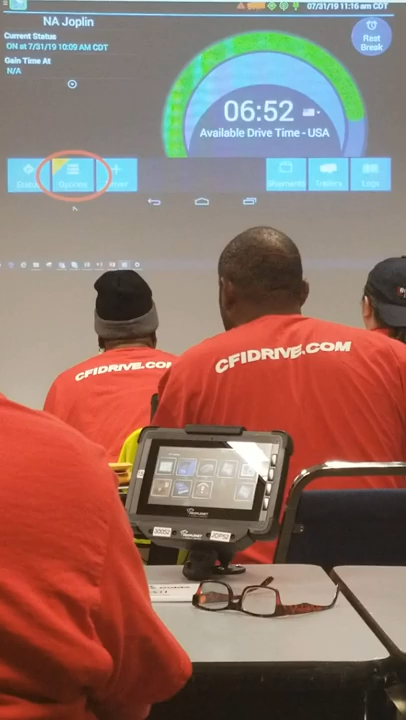 07/31/19 11:16 am CDT
NA Joplin
Current Status
ON at 7/31/19 10:09 AM CDT
Gain Time At
N/A
Rest
Break
06:52
Available Drive Time - USA
Status
Options
Driver
Shipments
Trailers
Logs
CFIDRIVE.COM
CFIDRIVE.COM